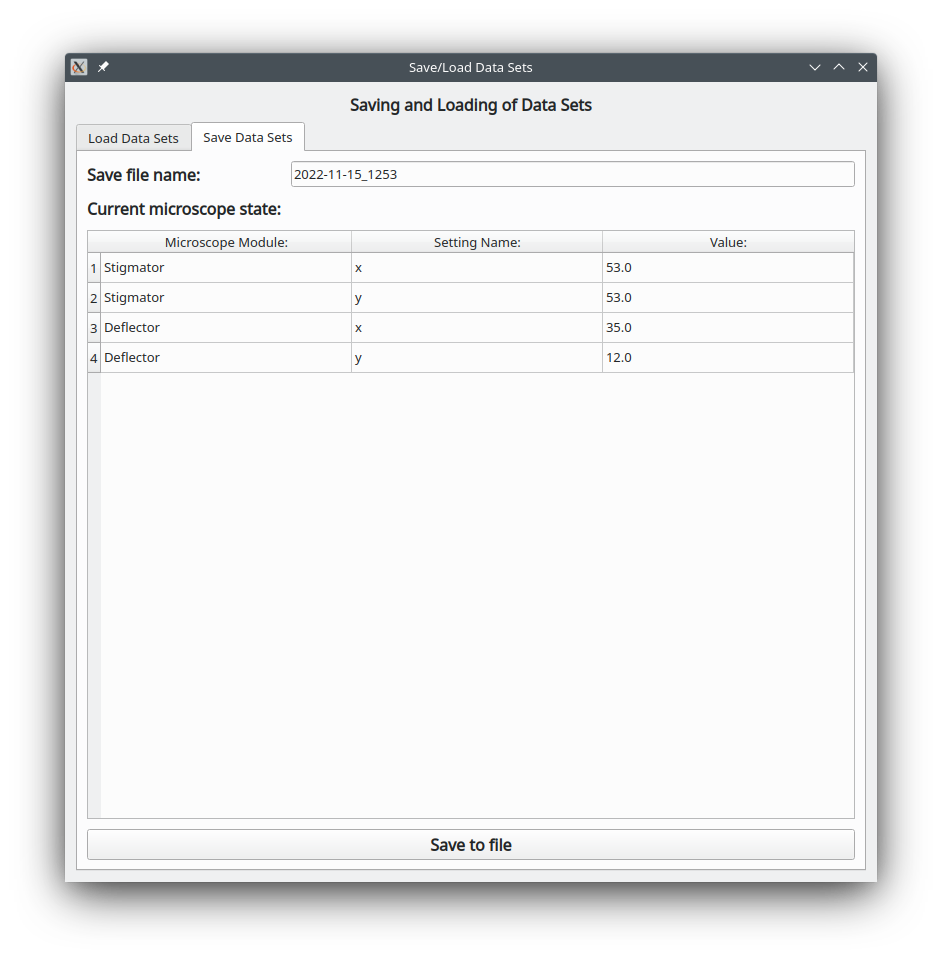 Save/Load Data Sets
Saving and Loading of Data Sets
Load Data Sets Save Data Sets
Save file name: 2022-11-15_1253
Current microscope state:
Microscope Module: Setting Name: Value:
1 Stigmator x 53.0
2 Stigmator y 53.0
3 Deflector x 35.0
4 Deflector y 12.0
Save to file